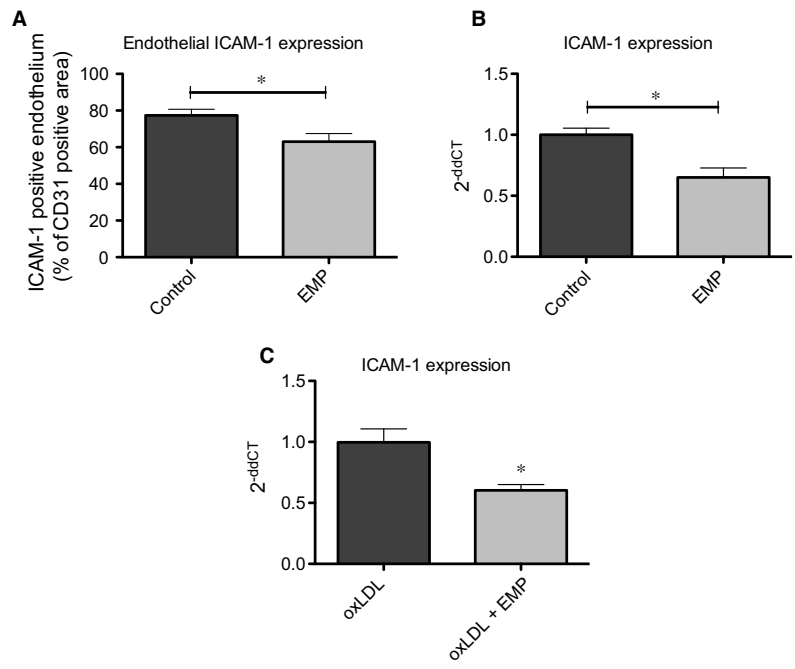 A
Endothelial ICAM-1 expression
ICAM-1 positive endothelium
(% of CD31 positive area)
100
80
60
40
20
0
*
Control
EMP
B
ICAM-1 expression
2-ddCT
1.5
1.0
0.5
0.0
*
Control
EMP
C
ICAM-1 expression
2-ddCT
1.5
1.0
0.5
0.0
*
oxLDL
oxLDL + EMP